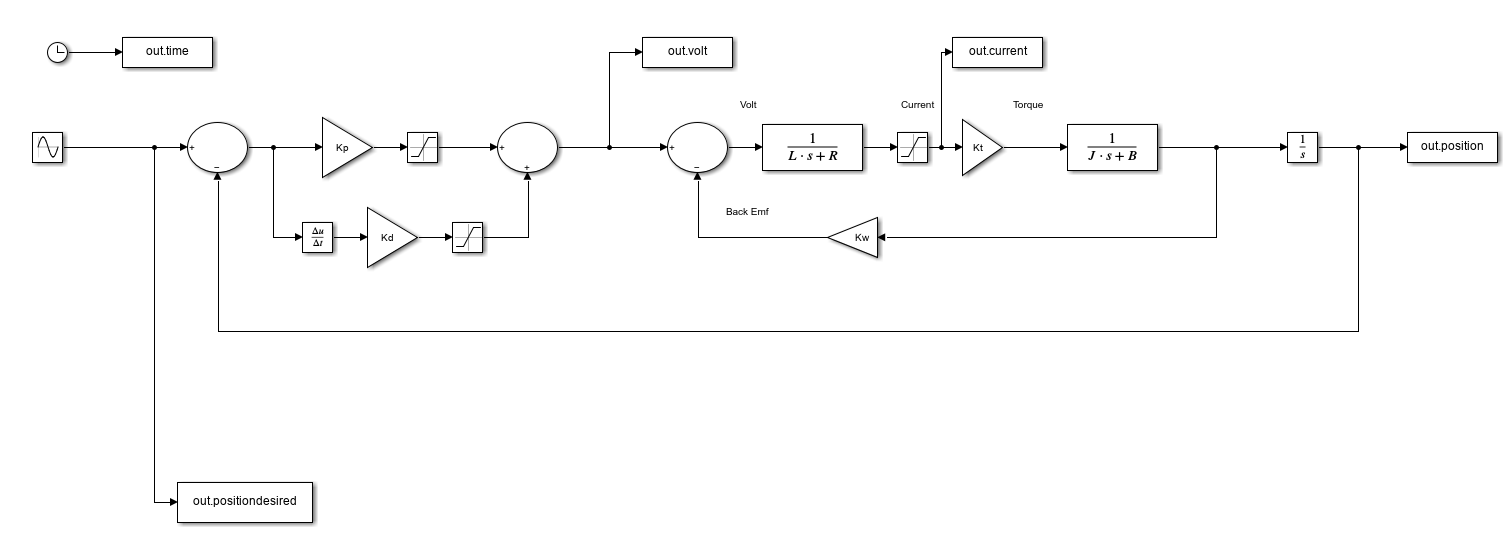 out.time
out.volt
out.current
Volt
Current
Torque
+
−
Kp
+
+
+
−
1
L · s + R
Kt
1
J · s + B
1
s
out.position
Back Emf
Δu
Δt
Kd
Kw
out.positiondesired